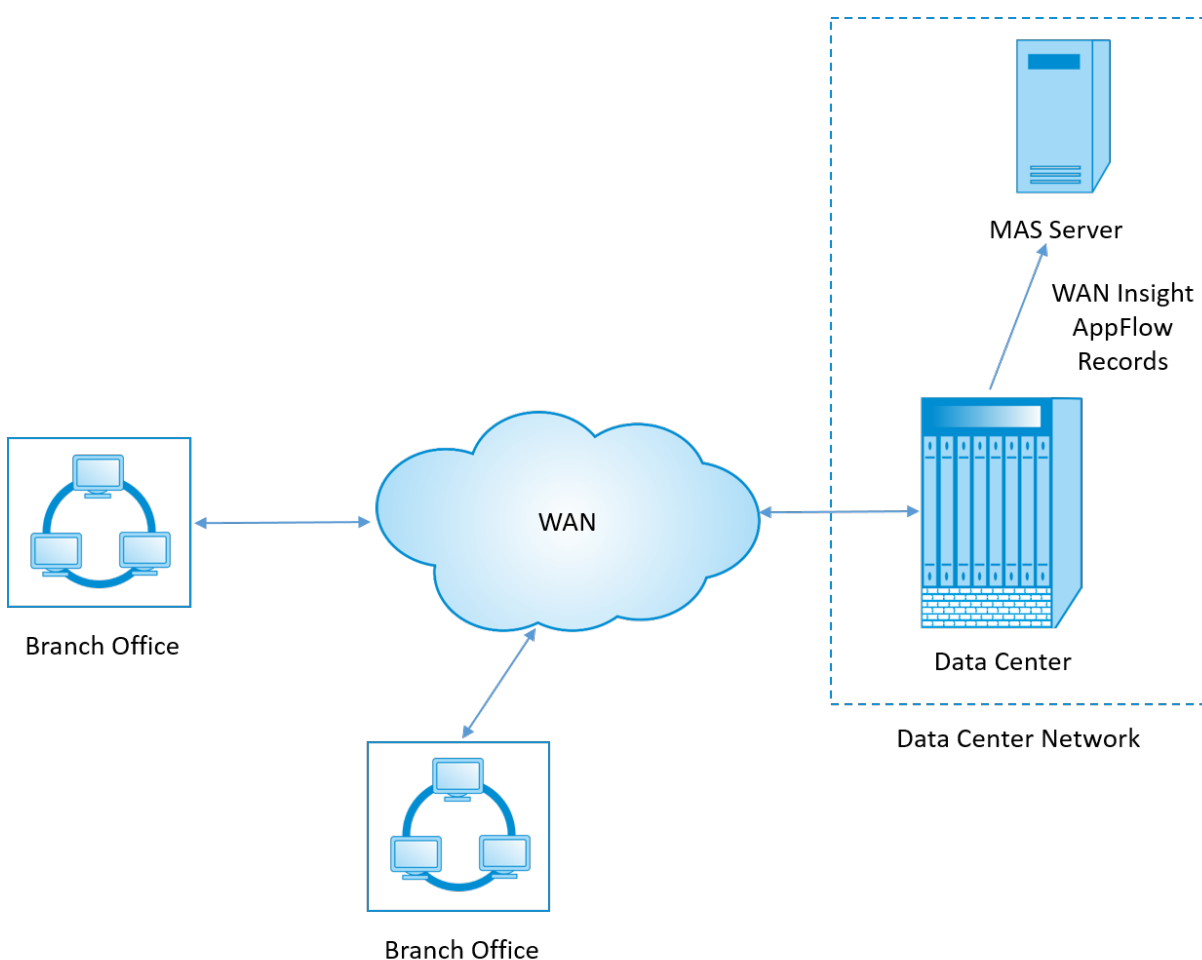 MAS Server
WAN Insight
AppFlow
Records
WAN
Branch Office
Data Center
Data Center Network
Branch Office